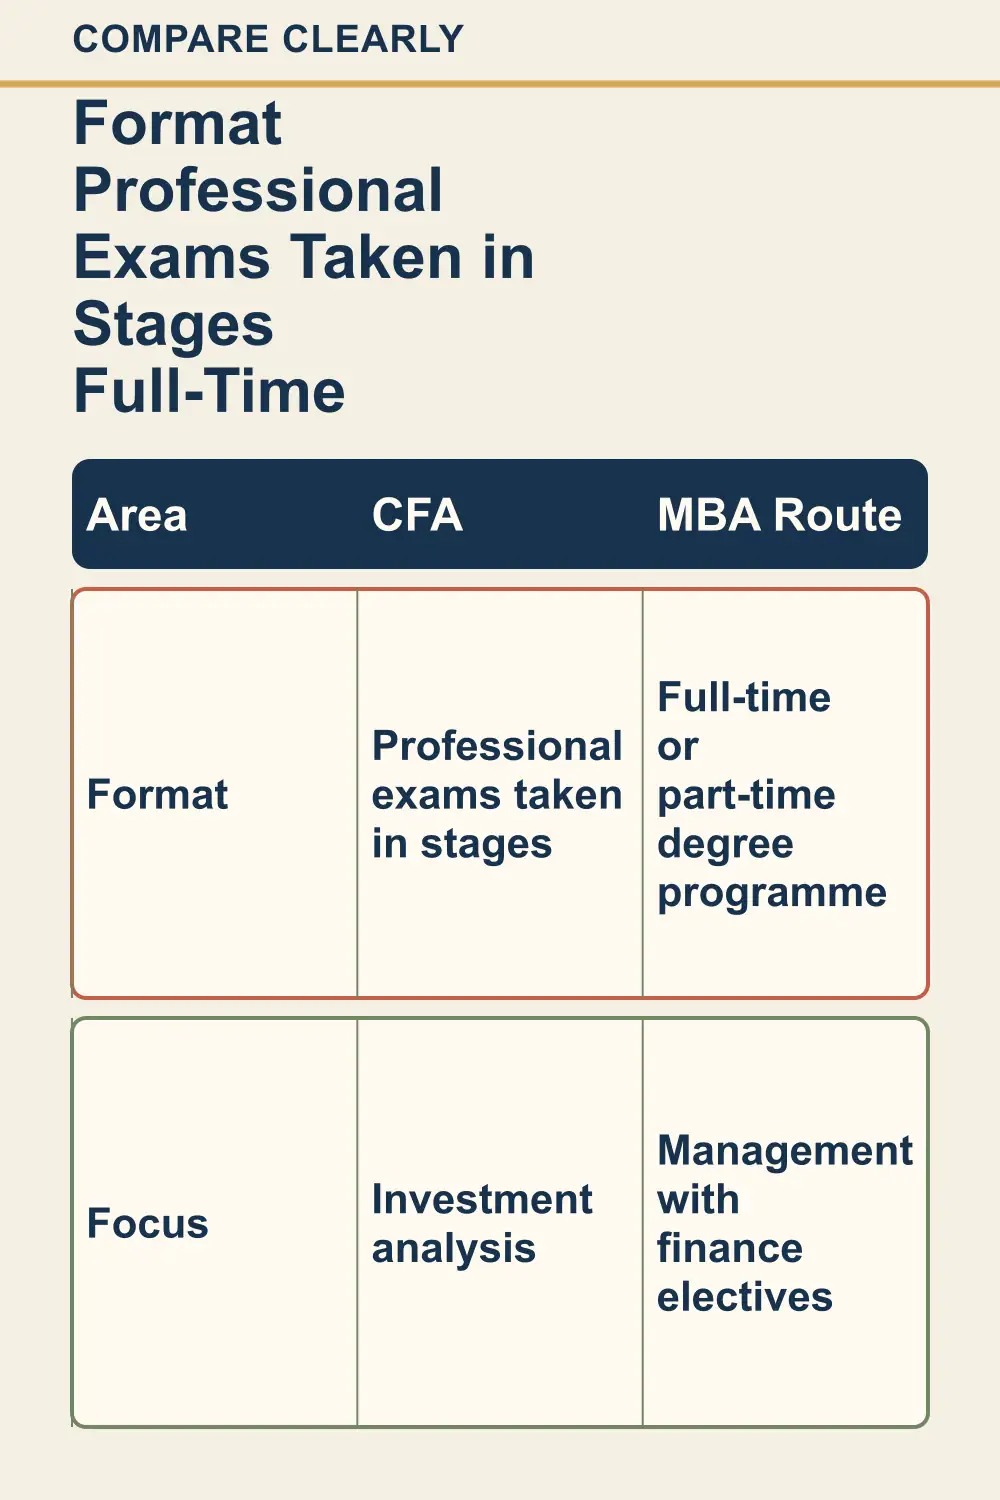 COMPARE CLEARLY
Format
Professional
Exams Taken in
Stages
Full-Time
Area
CFA
MBA Route
Format
Professional
exams taken
in stages
Full-time
or
part-time
degree
programme
Focus
Investment
analysis
Management
with
finance
electives